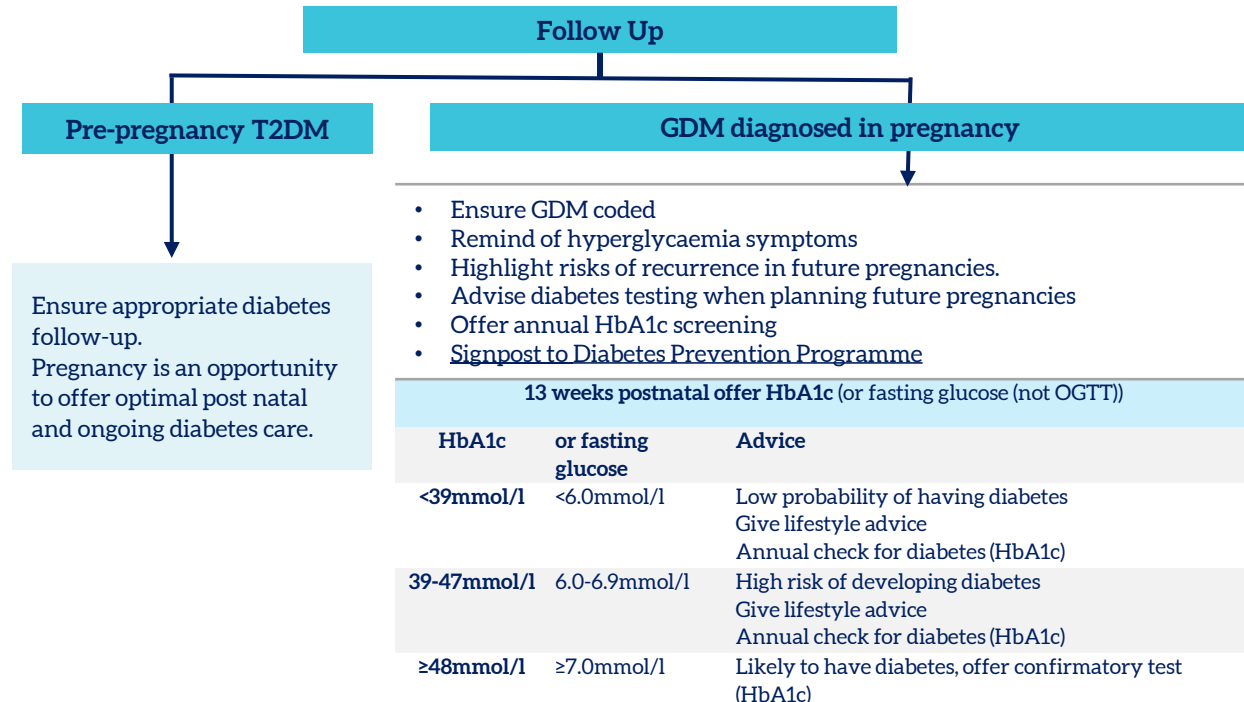 Follow Up
Pre-pregnancy T2DM
GDM diagnosed in pregnancy
Ensure appropriate diabetes
follow-up.
Pregnancy is an opportunity
to offer optimal post natal
and ongoing diabetes care.
• Ensure GDM coded
• Remind of hyperglycaemia symptoms
• Highlight risks of recurrence in future pregnancies.
• Advise diabetes testing when planning future pregnancies
• Offer annual HbA1c screening
• Signpost to Diabetes Prevention Programme
13 weeks postnatal offer HbA1c (or fasting glucose (not OGTT))
HbA1c or fasting Advice
glucose
<39mmol/l <6.0mmol/l Low probability of having diabetes
Give lifestyle advice
Annual check for diabetes (HbA1c)
39-47mmol/l 6.0-6.9mmol/l High risk of developing diabetes
Give lifestyle advice
Annual check for diabetes (HbA1c)
≥48mmol/l ≥7.0mmol/l Likely to have diabetes, offer confirmatory test
(HbA1c)